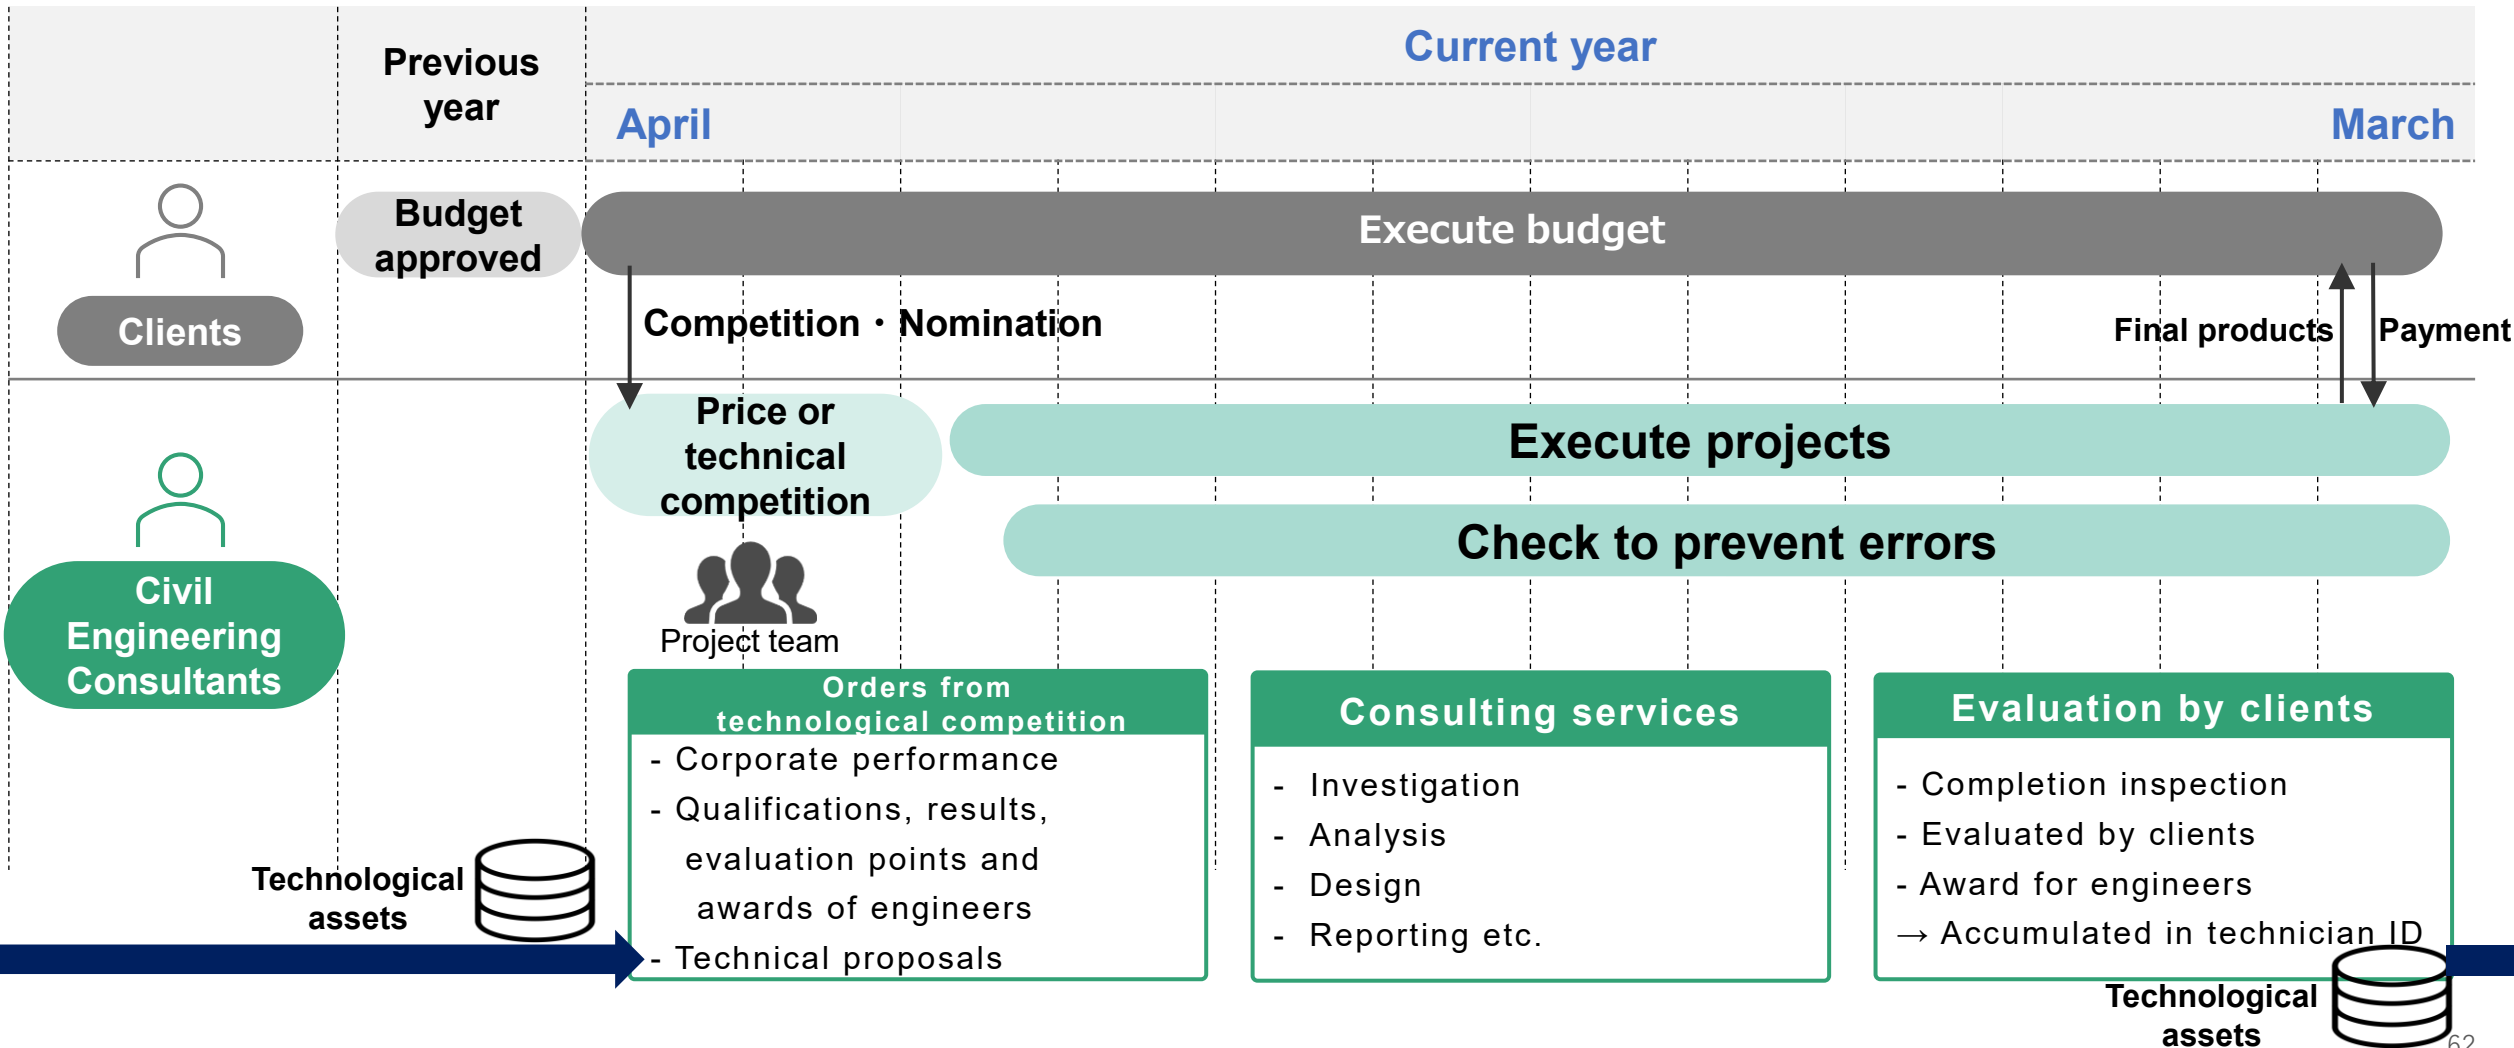 Previous
year
Current year
April
March
Budget
approved
Execute budget
Clients
Competition・Nomination
Final products
Payment
Price or
technical
competition
Execute projects
Check to prevent errors
Project team
Civil
Engineering
Consultants
Orders from
technological competition
- Corporate performance
- Qualifications, results,
evaluation points and
awards of engineers
- Technical proposals
Consulting services
- Investigation
- Analysis
- Design
- Reporting etc.
Evaluation by clients
- Completion inspection
- Evaluated by clients
- Award for engineers
→ Accumulated in technician ID
Technological
assets
Technological
assets
62